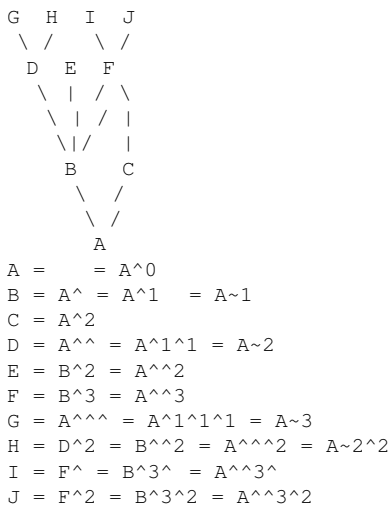 G H I J
\ / \ /
D E F
\ | / \
\ | / |
\|/ |
B C
\ /
\ /
A
A = = A^0
B = A^ = A^1 = A~1
C = A^2
D = A^^ = A^1^1 = A~2
E = B^2 = A^^2
F = B^3 = A^^3
G = A^^^ = A^1^1^1 = A~3
H = D^2 = B^^2 = A^^^2 = A~2^2
I = F^ = B^3^ = A^^3^
J = F^2 = B^3^2 = A^^3^2